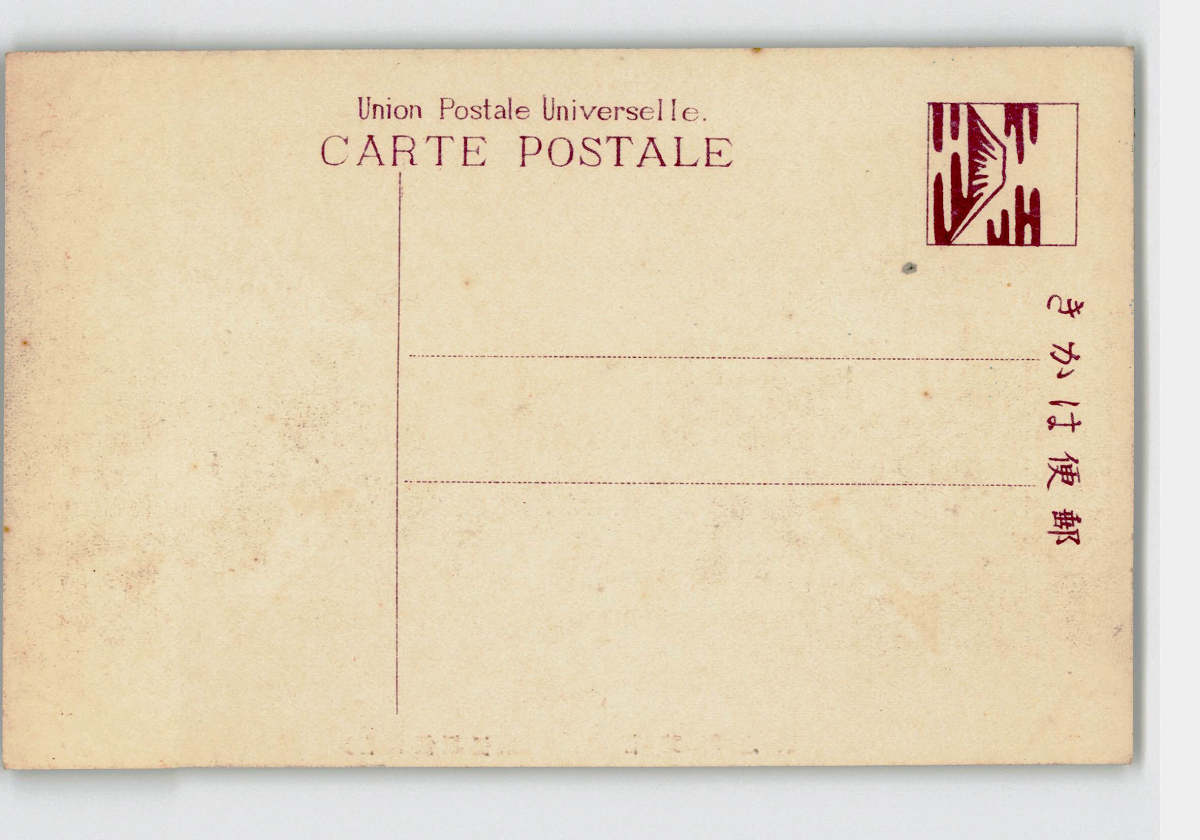 Union Postale Universelle.
CARTE POSTALE
きかは便郵